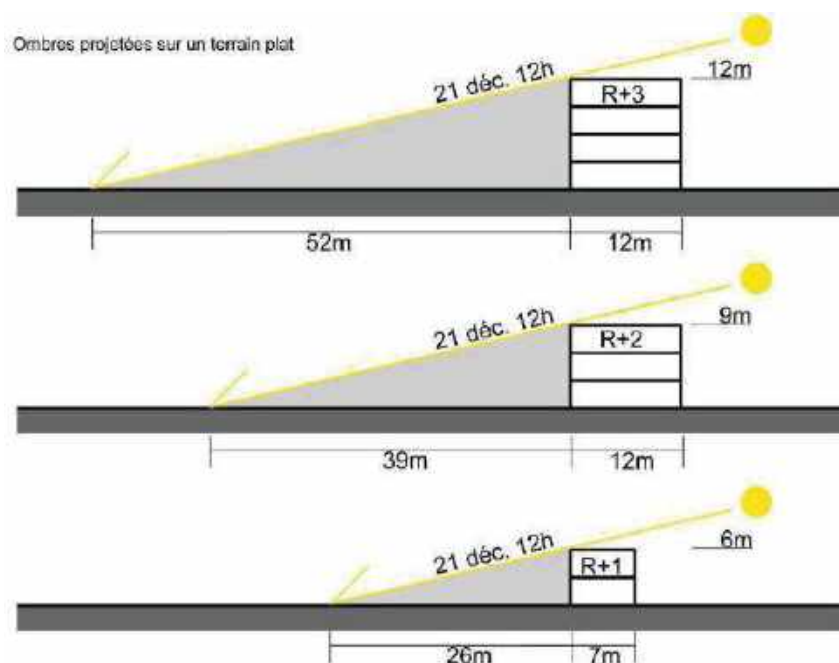 Ombres projetées sur un terrain plat
21 déc. 12h
12m
R+3
52m
12m
21 déc. 12h
9m
R+2
39m
12m
21 déc. 12h
6m
R+1
26m
7m